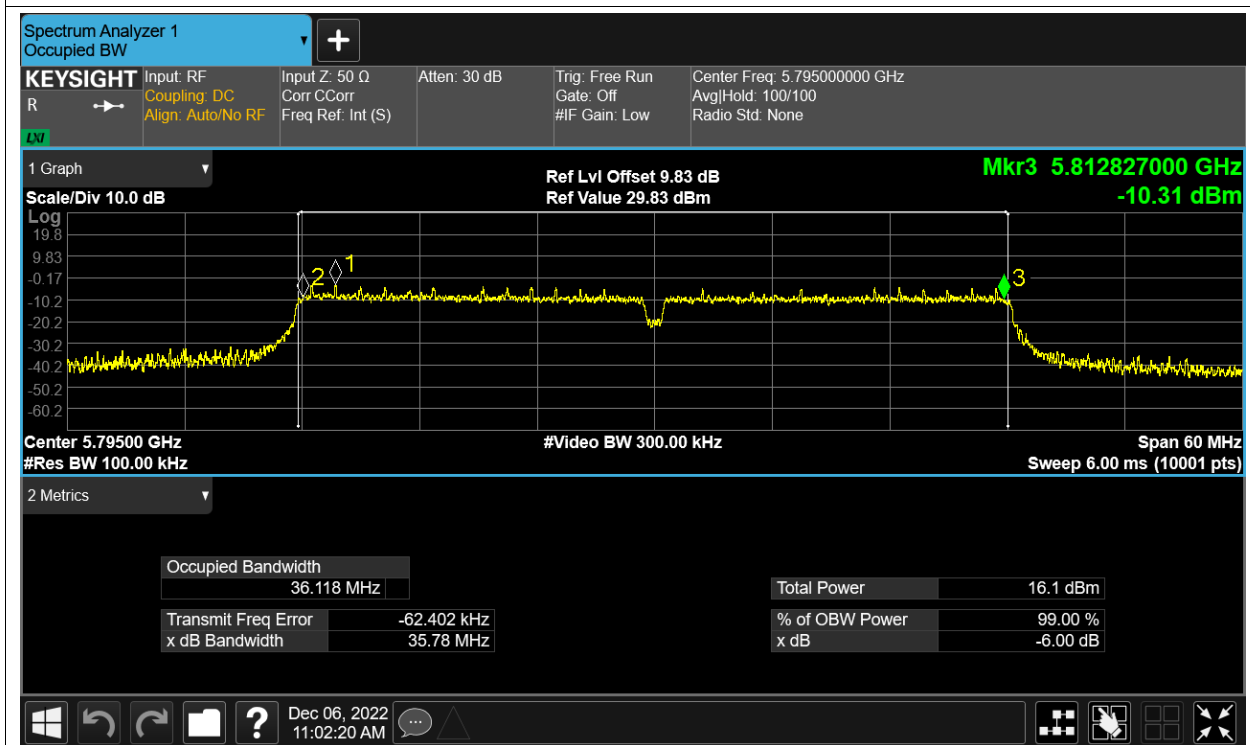 Spectrum Analyzer 1
Occupied BW
+
KEYSIGHT
R
LXI
Input: RF
Coupling: DC
Align: Auto/No RF
Input Z: 50 Ω
Corr CCorr
Freq Ref: Int (S)
Atten: 30 dB
Trig: Free Run
Gate: Off
#IF Gain: Low
Center Freq: 5.795000000 GHz
Avg|Hold: 100/100
Radio Std: None
1 Graph
Scale/Div 10.0 dB
Ref Lvl Offset 9.83 dB
Ref Value 29.83 dBm
Mkr3 5.812827000 GHz
-10.31 dBm
Log
19.8
9.83
-0.17
-10.2
-20.2
-30.2
-40.2
-50.2
-60.2
2
1
3
Center 5.79500 GHz
#Video BW 300.00 kHz
Span 60 MHz
#Res BW 100.00 kHz
Sweep 6.00 ms (10001 pts)
2 Metrics
Occupied Bandwidth
36.118 MHz
Total Power 16.1 dBm
Transmit Freq Error -62.402 kHz
% of OBW Power 99.00 %
x dB Bandwidth 35.78 MHz
x dB -6.00 dB
?
Dec 06, 2022
11:02:20 AM